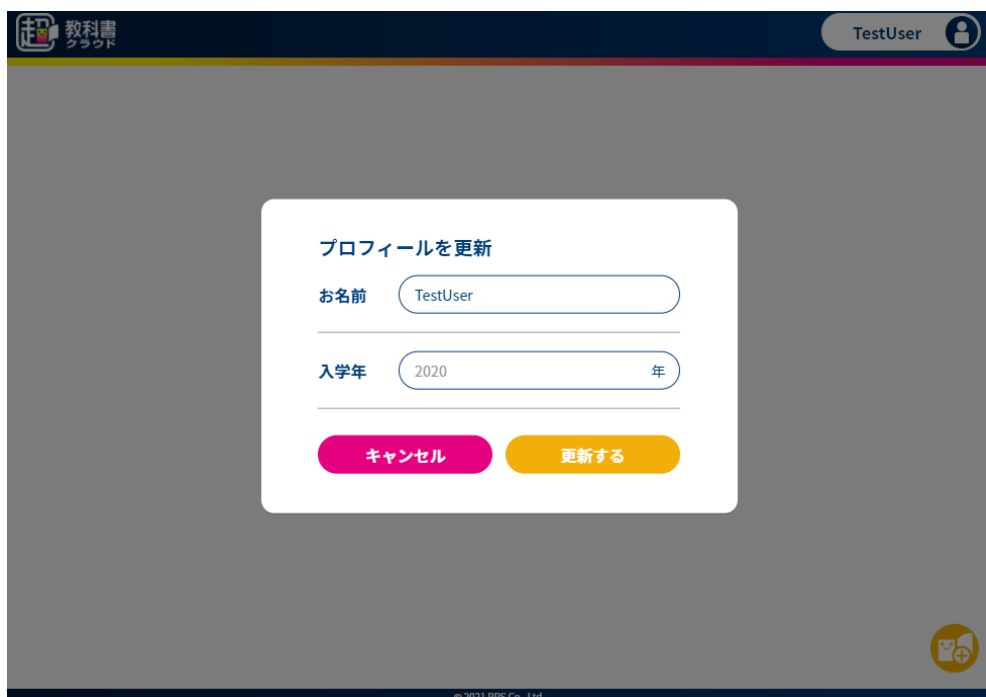 超 教科書
クラウド
TestUser
プロフィールを更新
お名前 TestUser
入学年 2020 年
キャンセル 更新する